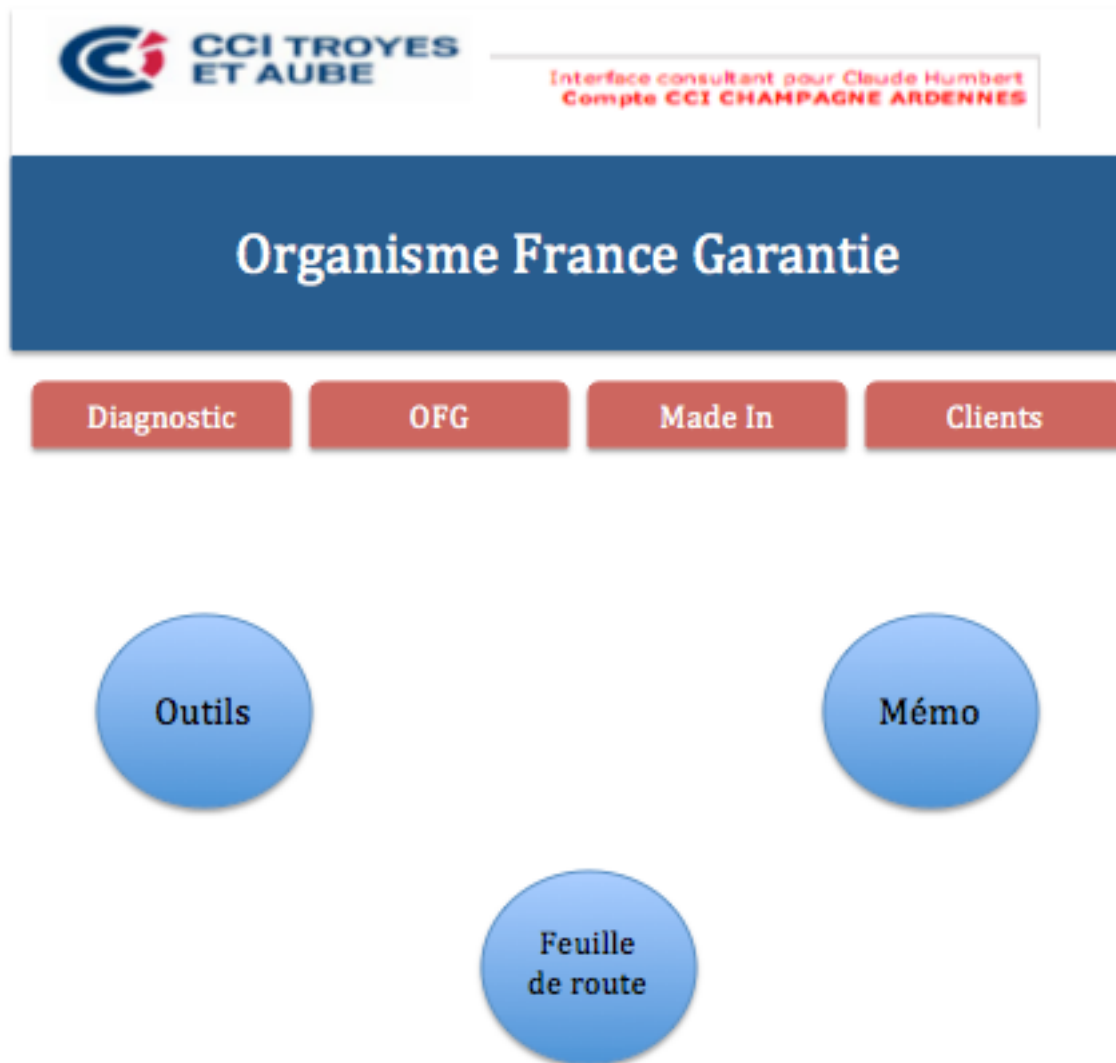 CCI TROYES
ET AUBE
Interface consultant pour Claude Humbert
Compte CCI CHAMPAGNE ARDENNES
Organisme France Garantie
Diagnostic
OFG
Made In
Clients
Outils
Mémo
Feuille
de route